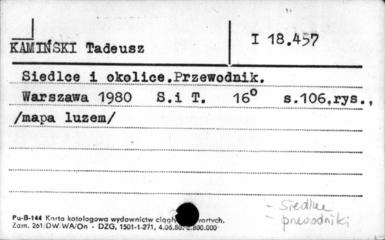 I 18.457
KAMIŃSKI Tadeusz
Siedlce i okolice.Przewodnik.
Warszawa 1980 S.i T. 16° s.106,rys.,
/mapa luzem/
- Siedlce
- przewodniki
Pu-B-144 Karta katalogowa wydawnictw ciągłych
Zam. 261/DW.WA/On - DZG, 1501-1-271,